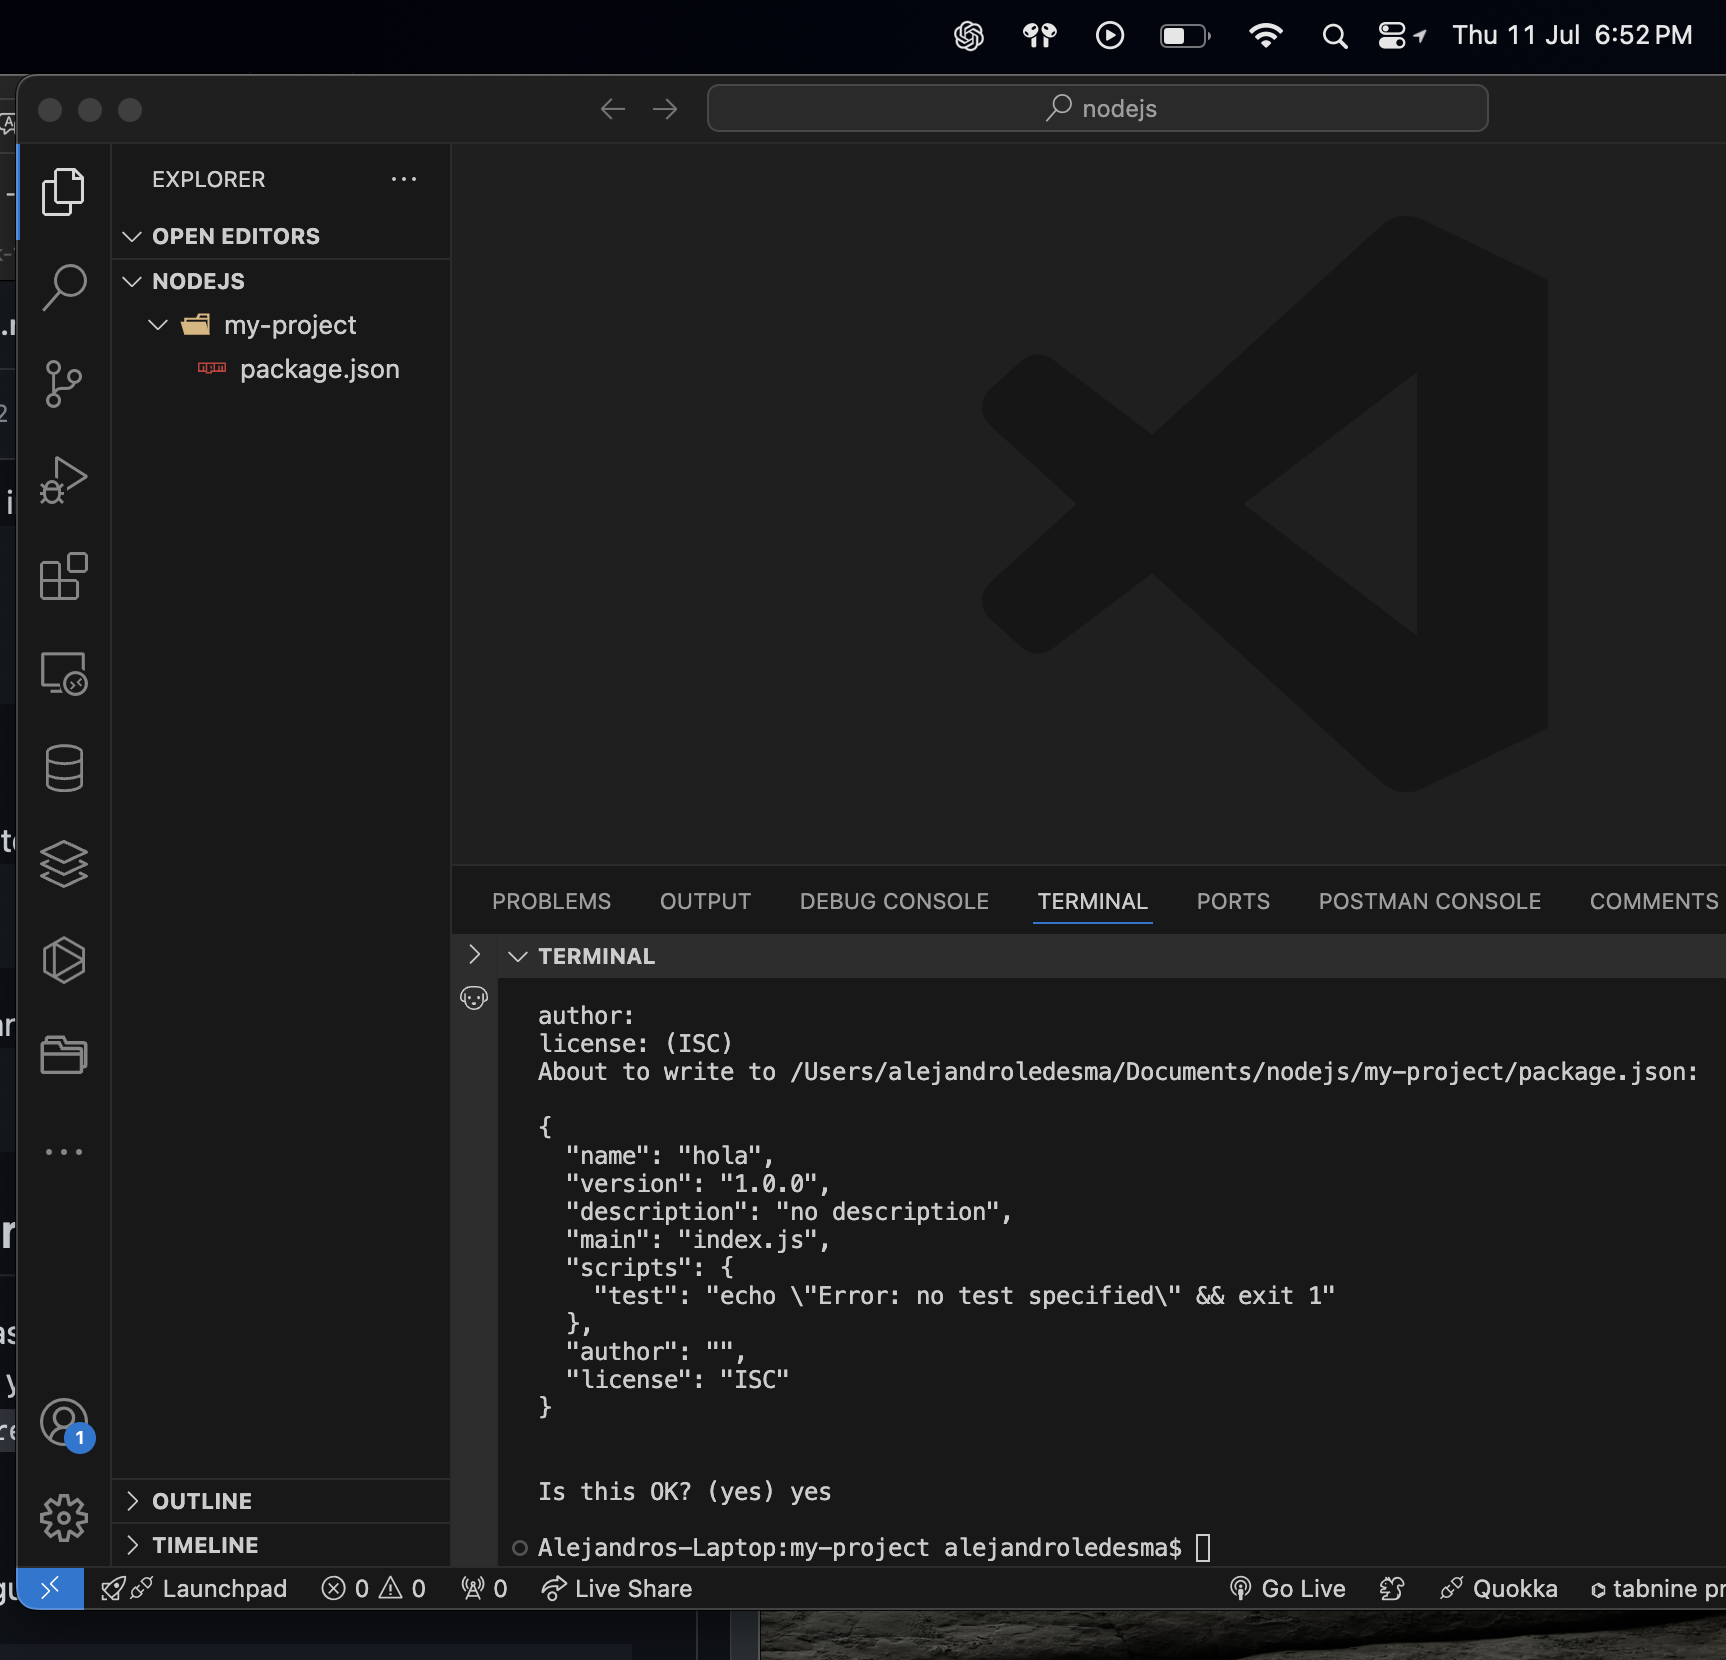 Thu 11 Jul 6:52 PM
nodejs
EXPLORER
OPEN EDITORS
NODEJS
my-project
package.json
PROBLEMS OUTPUT DEBUG CONSOLE TERMINAL PORTS POSTMAN CONSOLE COMMENTS
TERMINAL
author:
license: (ISC)
About to write to /Users/alejandroledesma/Documents/nodejs/my-project/package.json:
{
"name": "hola",
"version": "1.0.0",
"description": "no description",
"main": "index.js",
"scripts": {
"test": "echo \"Error: no test specified\" && exit 1"
},
"author": "",
"license": "ISC"
}
Is this OK? (yes) yes
Alejandros-Laptop:my-project alejandroledesma$
1
OUTLINE
TIMELINE
Launchpad 0 0 0 Live Share Go Live Quokka tabnine pr